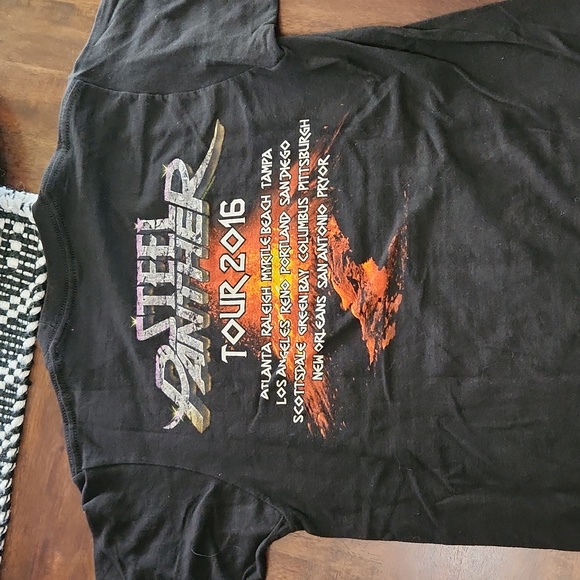 STEEL
PANTHER
TOUR 2016
ATLANTA RALEIGH MYRTLE BEACH TAMPA
LOS ANGELES RENO PORTLAND SAN DIEGO
SCOTTSDALE GREEN BAY COLUMBUS PITTSBURGH
NEW ORLEANS SAN ANTONIO PRYOR